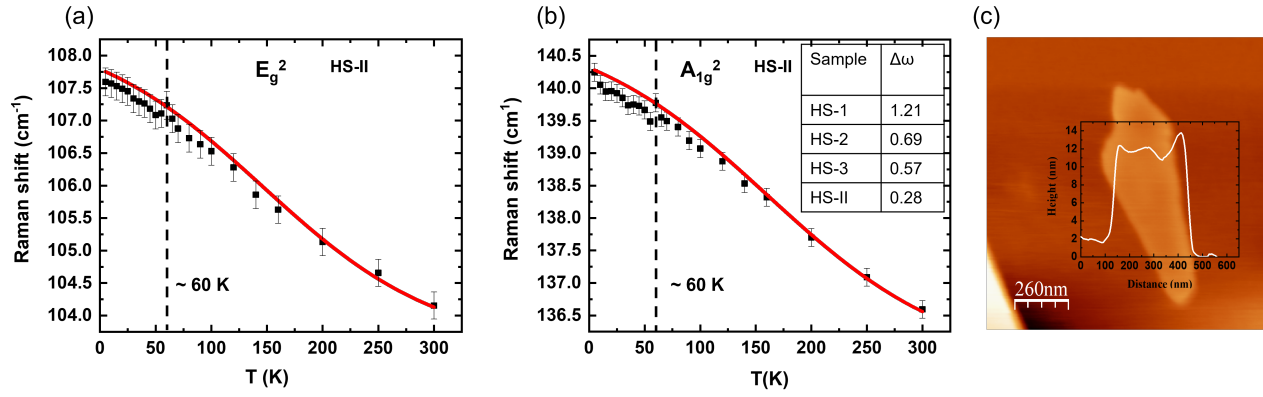 (a)
108.0
107.5
107.0
106.5
106.0
105.5
105.0
104.5
104.0
Raman shift (cm-1)
Eg2
HS-II
~ 60 K
0 50 100 150 200 250 300
T (K)
(b)
140.5
140.0
139.5
139.0
138.5
138.0
137.5
137.0
136.5
Raman shift (cm-1)
A1g2
HS-II
Sample Δω
HS-1 1.21
HS-2 0.69
HS-3 0.57
HS-II 0.28
~ 60 K
0 50 100 150 200 250 300
T(K)
(c)
14
12
10
8
6
4
2
0
Height (nm)
0 100 200 300 400 500 600
Distance (nm)
260nm